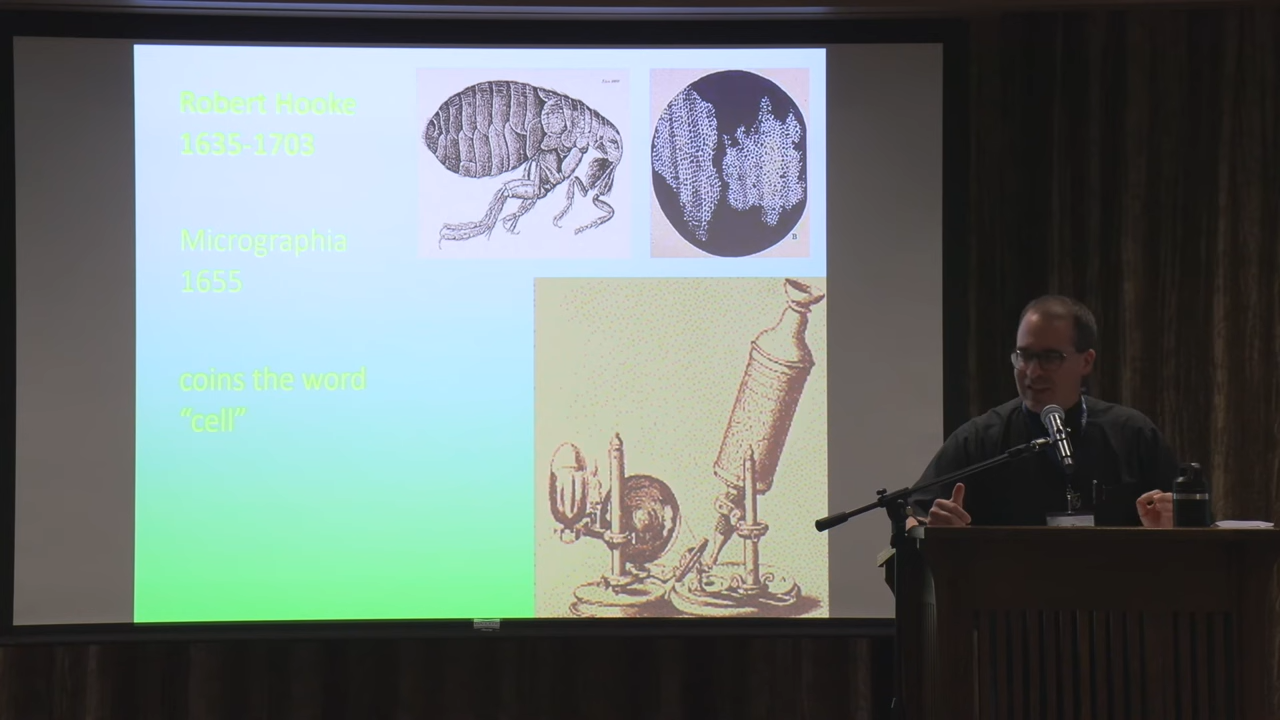 Robert Hooke
1635-1703
Micrographia
1655
coins the word
“cell”
B